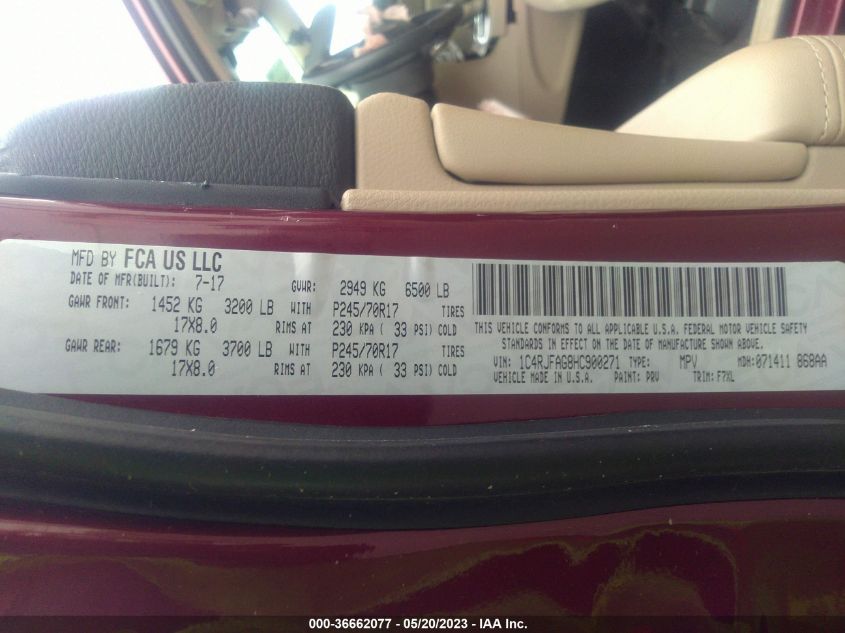 MFD BY FCA US LLC
DATE OF MFR(BUILT): 7-17 GVWR: 2949 KG 6500 LB
GAWR FRONT: 1452 KG 3200 LB WITH P245/70R17 TIRES
17X8.0 RIMS AT 230 KPA ( 33 PSI) COLD
GAWR REAR: 1679 KG 3700 LB WITH P245/70R17 TIRES
17X8.0 RIMS AT 230 KPA ( 33 PSI) COLD
THIS VEHICLE CONFORMS TO ALL APPLICABLE U.S.A. FEDERAL MOTOR VEHICLE SAFETY
STANDARDS IN EFFECT ON THE DATE OF MANUFACTURE SHOWN ABOVE.
VIN: 1C4RJFAG8HC900271 TYPE: MPV MDH:071411 868AA
VEHICLE MADE IN U.S.A. PAINT: PRV TRIM: F7XL
000-36662077 - 05/20/2023 - IAA Inc.